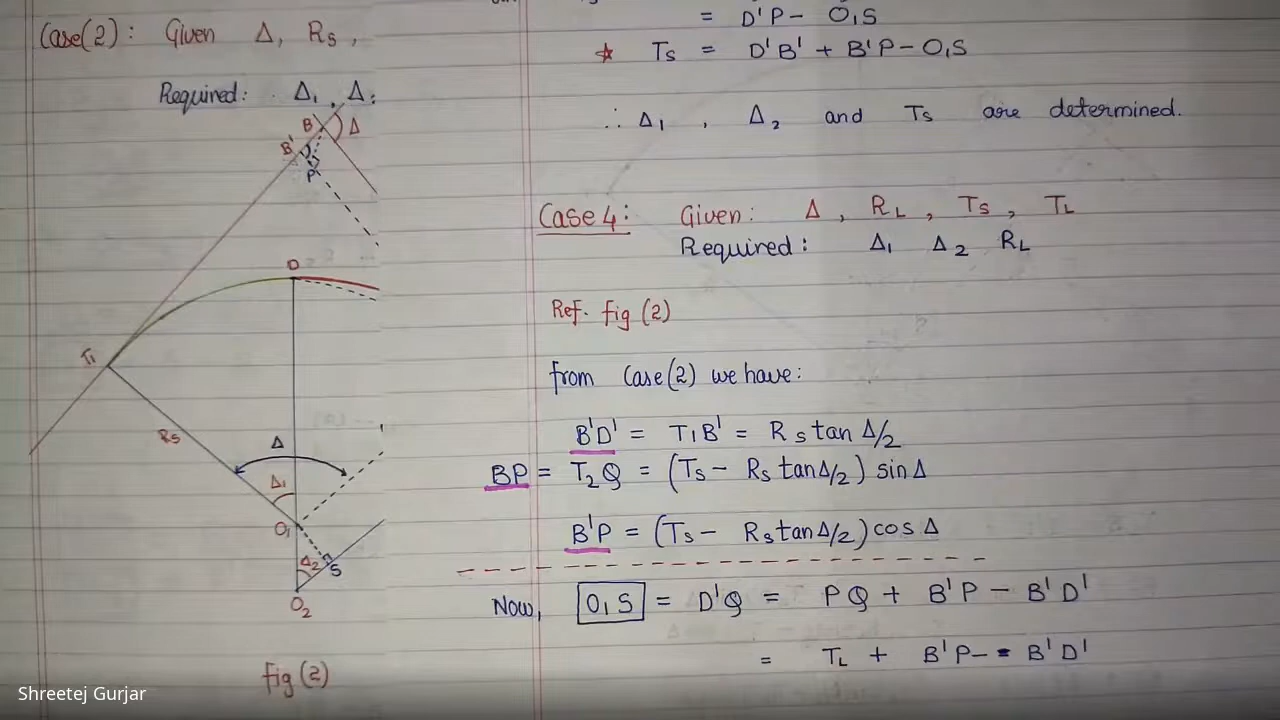 Case(2): Given Δ, Rs,
Required: Δ1, Δ2
B
Δ
B'
P
D
T1
Rs
Δ
Δ1
O1
Δ2
S
O2
fig (2)
Shreetej Gurjar
= D'P - O1S
☆ Ts = D'B' + B'P - O1S
∴ Δ1 , Δ2 and Ts are determined.
Case 4: Given: Δ, RL, Ts, TL
Required: Δ1 Δ2 RL
Ref. fig (2)
from Case(2) we have:
B'D' = T1B' = Rs tan Δ/2
BP = T2Q = (Ts - Rs tan Δ/2) sin Δ
B'P = (Ts - Rs tan Δ/2) cos Δ
Now, O1S = D'Q = PQ + B'P - B'D'
= TL + B'P - B'D'